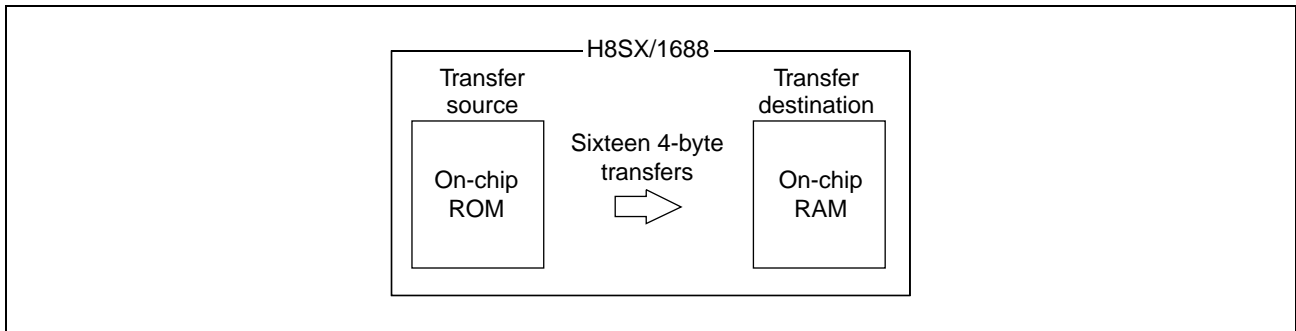 H8SX/1688
Transfer
source
Transfer
destination
Sixteen 4-byte
transfers
On-chip
ROM
On-chip
RAM